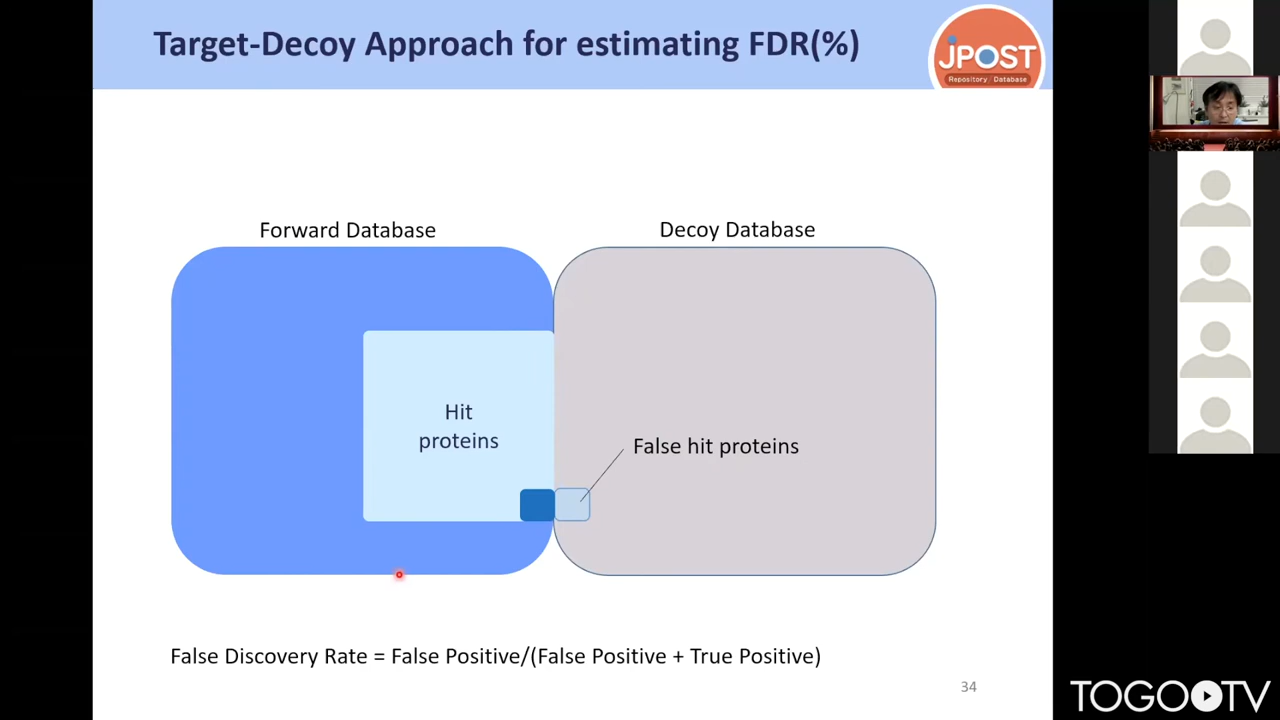 Target-Decoy Approach for estimating FDR(%)
JPOST
Repository / Database
Forward Database
Decoy Database
Hit
proteins
False hit proteins
False Discovery Rate = False Positive/(False Positive + True Positive)
34
TOGOTV